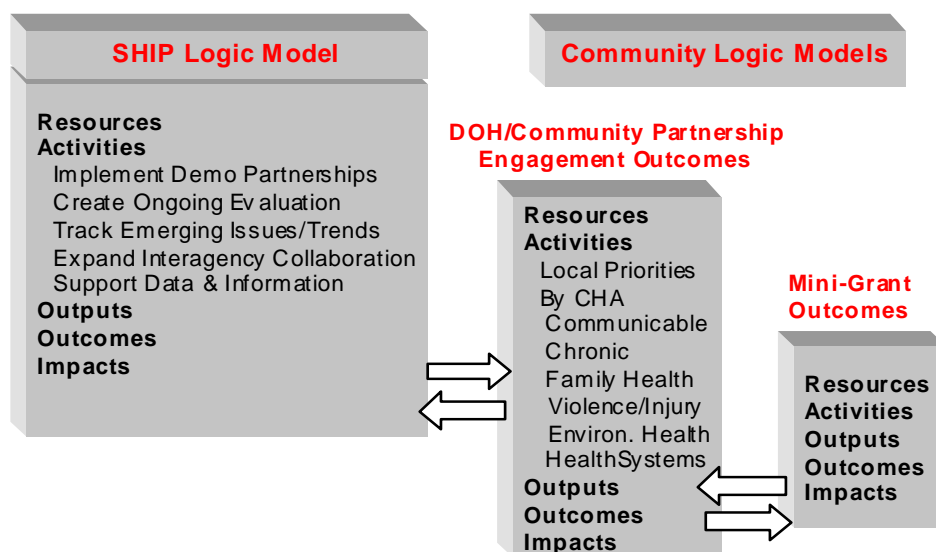 SHIP Logic Model
Resources
Activities
Implement Demo Partnerships
Create Ongoing Evaluation
Track Emerging Issues/Trends
Expand Interagency Collaboration
Support Data & Information
Outputs
Outcomes
Impacts
Community Logic Models
DOH/Community Partnership
Engagement Outcomes
Resources
Activities
Local Priorities
By CHA
Communicable
Chronic
Family Health
Violence/Injury
Environ. Health
HealthSystems
Outputs
Outcomes
Impacts
Mini-Grant
Outcomes
Resources
Activities
Outputs
Outcomes
Impacts